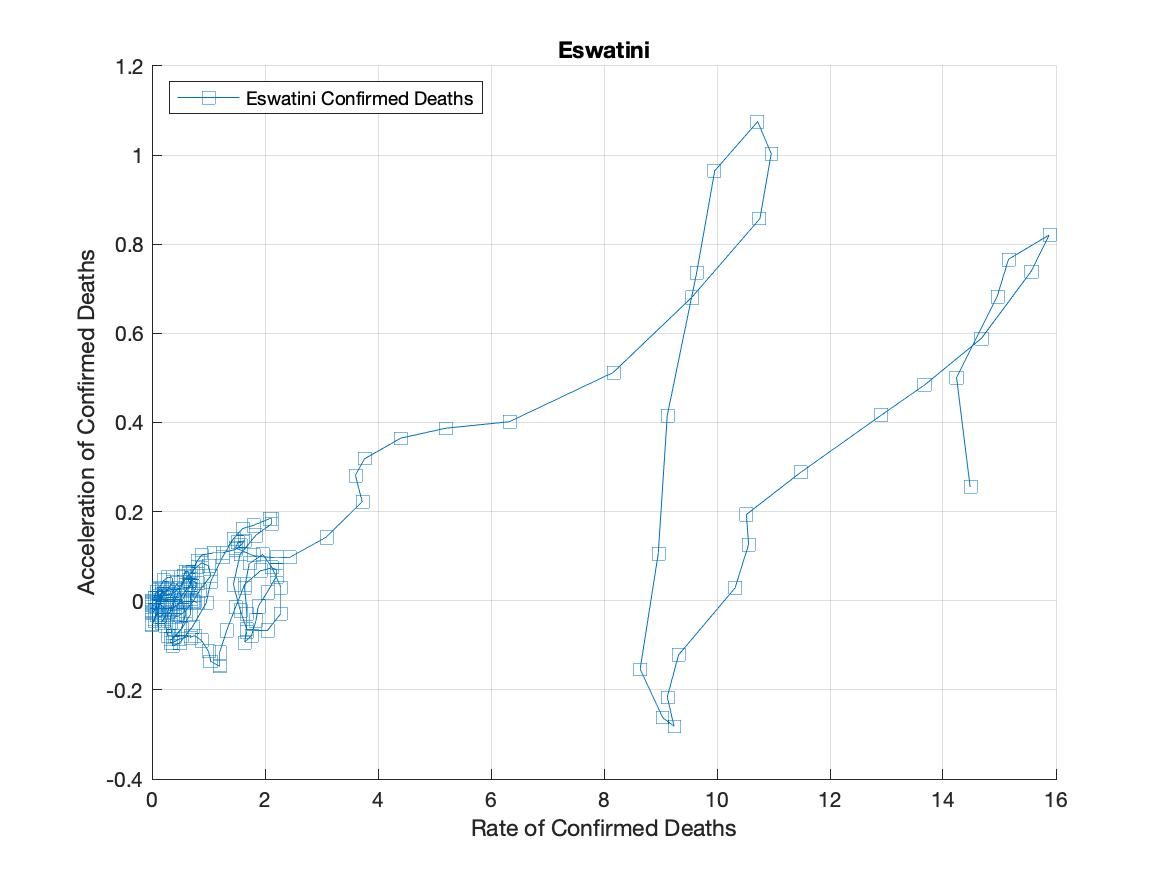 Eswatini
Eswatini Confirmed Deaths
Acceleration of Confirmed Deaths
1.2
1
0.8
0.6
0.4
0.2
0
-0.2
-0.4
0 2 4 6 8 10 12 14 16
Rate of Confirmed Deaths